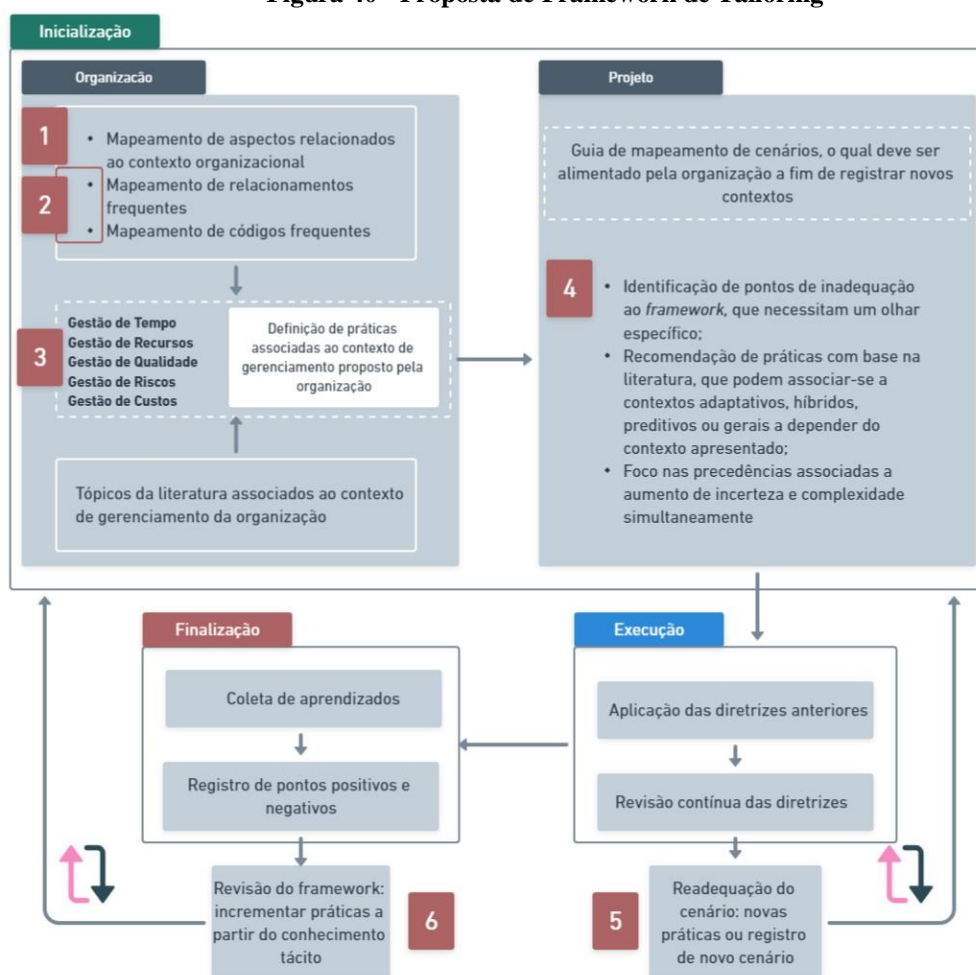 Figura 40 - Proposta de Framework de Tailoring
Inicialização
Organizacão
1
• Mapeamento de aspectos relacionados
ao contexto organizacional
2
• Mapeamento de relacionamentos
frequentes
• Mapeamento de códigos frequentes
3
Gestão de Tempo
Gestão de Recursos
Gestão de Qualidade
Gestão de Riscos
Gestão de Custos
Definição de práticas
associadas ao contexto de
gerenciamento proposto pela
organização
Tópicos da literatura associados ao contexto
de gerenciamento da organização
Projeto
Guia de mapeamento de cenários, o qual deve ser
alimentado pela organização a fim de registrar novos
contextos
4
• Identificação de pontos de inadequação
ao framework, que necessitam um olhar
específico;
• Recomendação de práticas com base na
literatura, que podem associar-se a
contextos adaptativos, híbridos,
preditivos ou gerais a depender do
contexto apresentado;
• Foco nas precedências associadas a
aumento de incerteza e complexidade
simultaneamente
Finalização
Coleta de aprendizados
Registro de pontos positivos e
negativos
Revisão do framework:
incrementar práticas a
partir do conhecimento
tácito
6
Execução
Aplicação das diretrizes anteriores
Revisão contínua das diretrizes
5
Readequação do
cenário: novas
práticas ou registro
de novo cenário